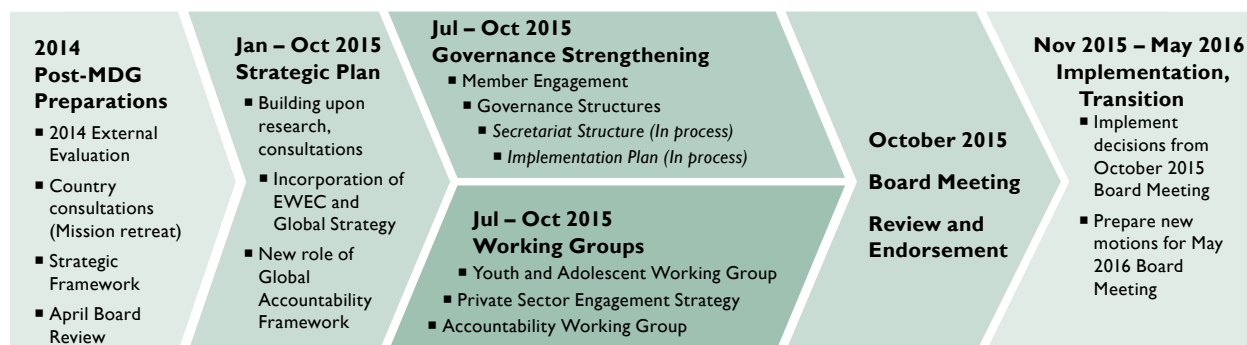 2014
Post-MDG
Preparations
▪ 2014 External
Evaluation
▪ Country
consultations
(Mission retreat)
▪ Strategic
Framework
▪ April Board
Review
Jan – Oct 2015
Strategic Plan
▪ Building upon
research,
consultations
▪ Incorporation of
EWEC and
Global Strategy
▪ New role of
Global
Accountability
Framework
Jul – Oct 2015
Governance Strengthening
▪ Member Engagement
▪ Governance Structures
▪ Secretariat Structure (In process)
▪ Implementation Plan (In process)
Jul – Oct 2015
Working Groups
▪ Youth and Adolescent Working Group
▪ Private Sector Engagement Strategy
▪ Accountability Working Group
October 2015
Board Meeting
Review and
Endorsement
Nov 2015 – May 2016
Implementation,
Transition
▪ Implement
decisions from
October 2015
Board Meeting
▪ Prepare new
motions for May
2016 Board
Meeting